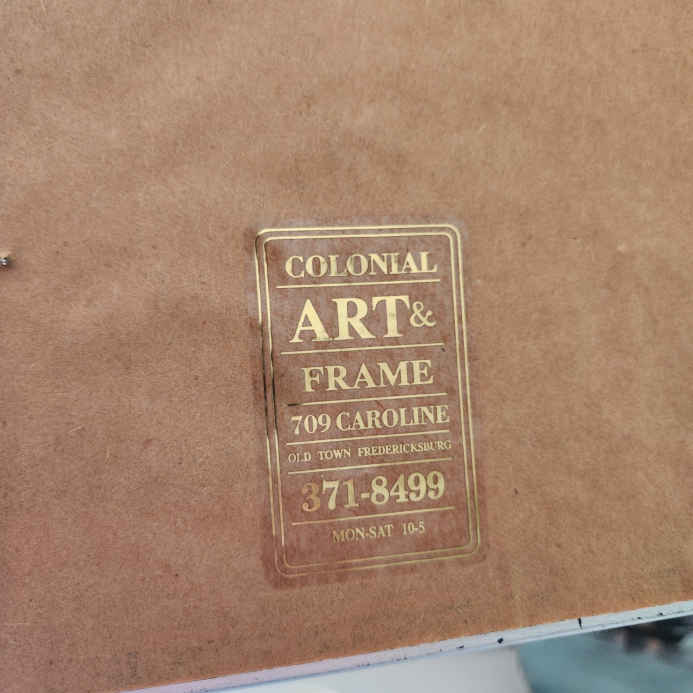 COLONIAL
ART&
FRAME
709 CAROLINE
OLD TOWN FREDERICKSBURG
371-8499
MON-SAT 10-5